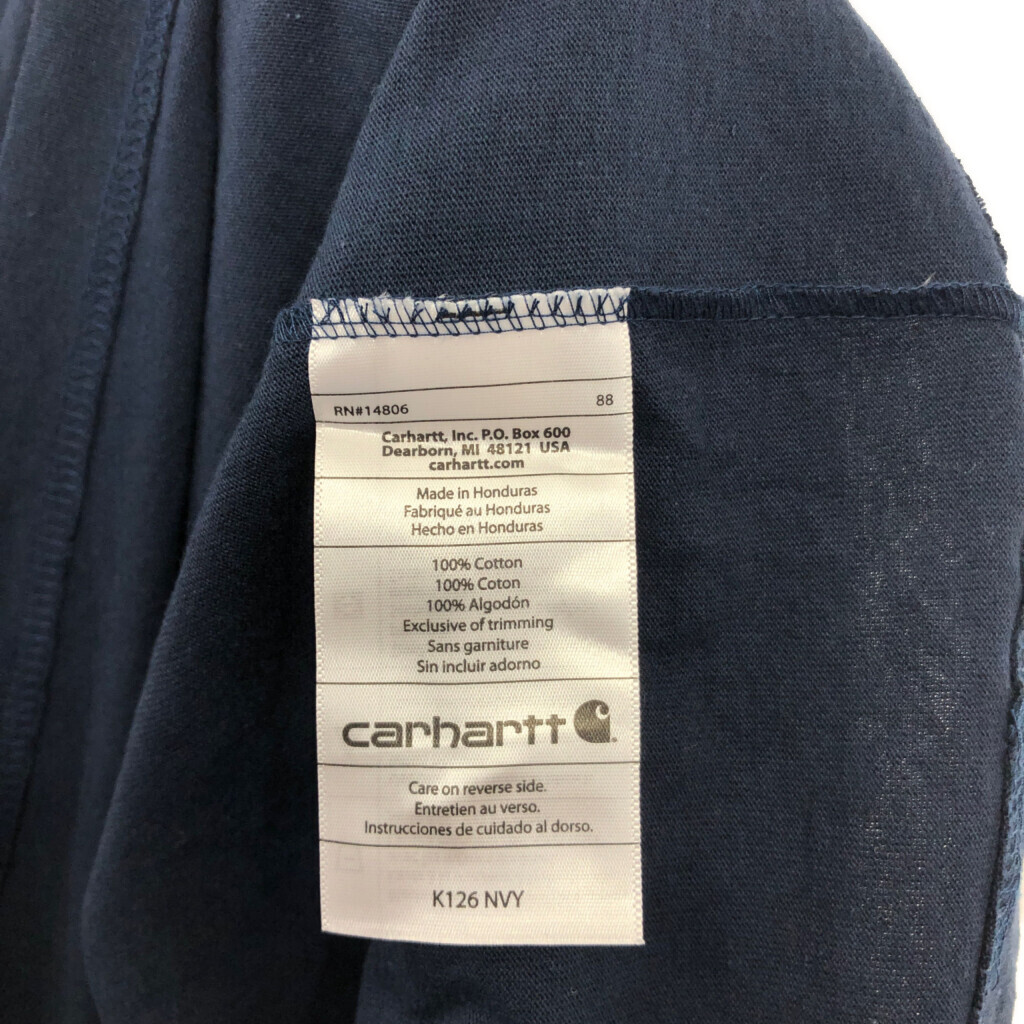 RN#14806 88
Carhartt, Inc. P.O. Box 600
Dearborn, MI 48121 USA
carhartt.com
Made in Honduras
Fabriqué au Honduras
Hecho en Honduras
100% Cotton
100% Coton
100% Algodón
Exclusive of trimming
Sans garniture
Sin incluir adorno
carhartt
Care on reverse side.
Entretien au verso.
Instrucciones de cuidado al dorso.
K126 NVY